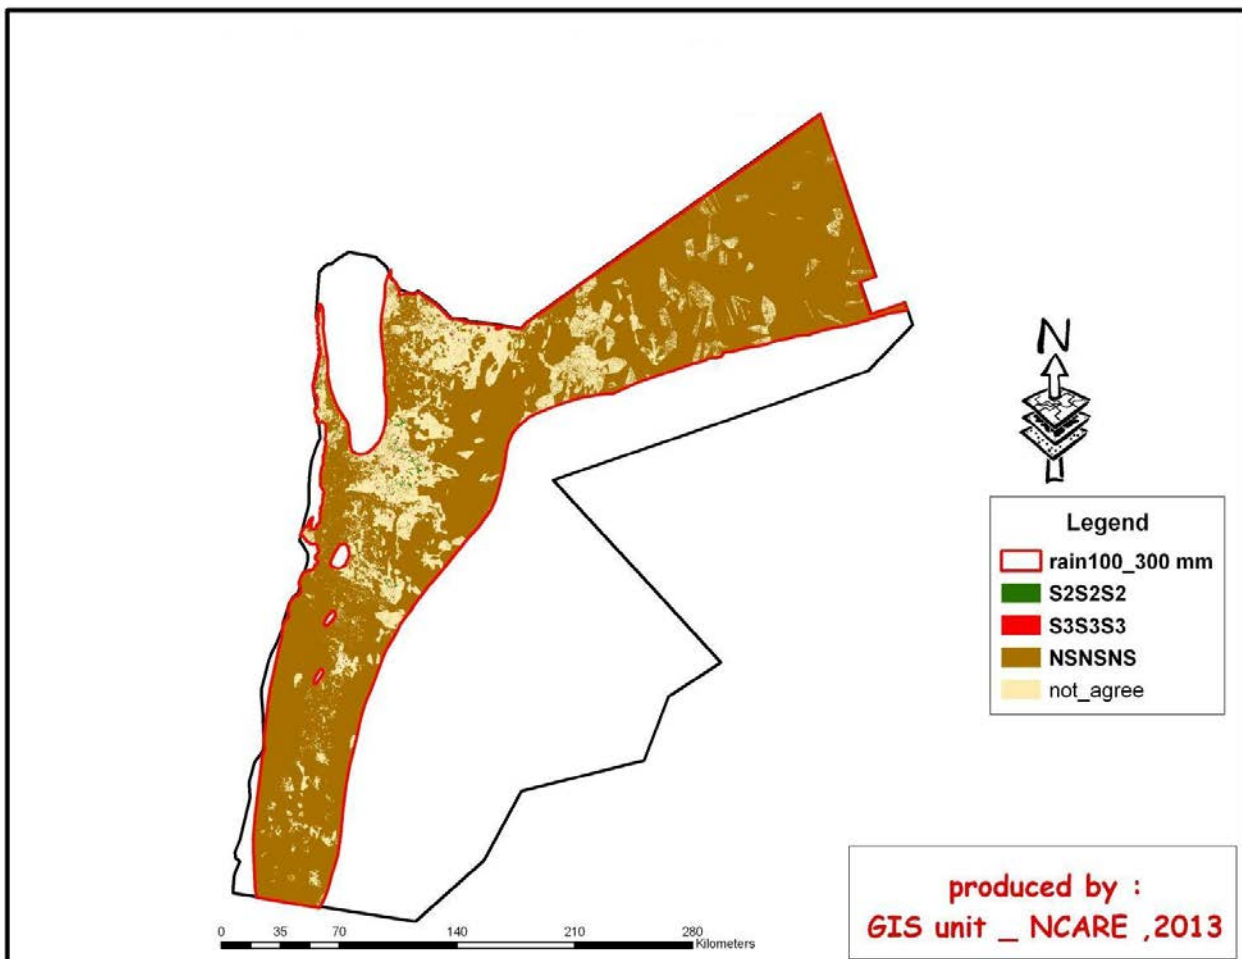 N
Legend
rain100_300 mm
S2S2S2
S3S3S3
NSNSNS
not_agree
0 35 70 140 210 280
Kilometers
produced by :
GIS unit _ NCARE ,2013